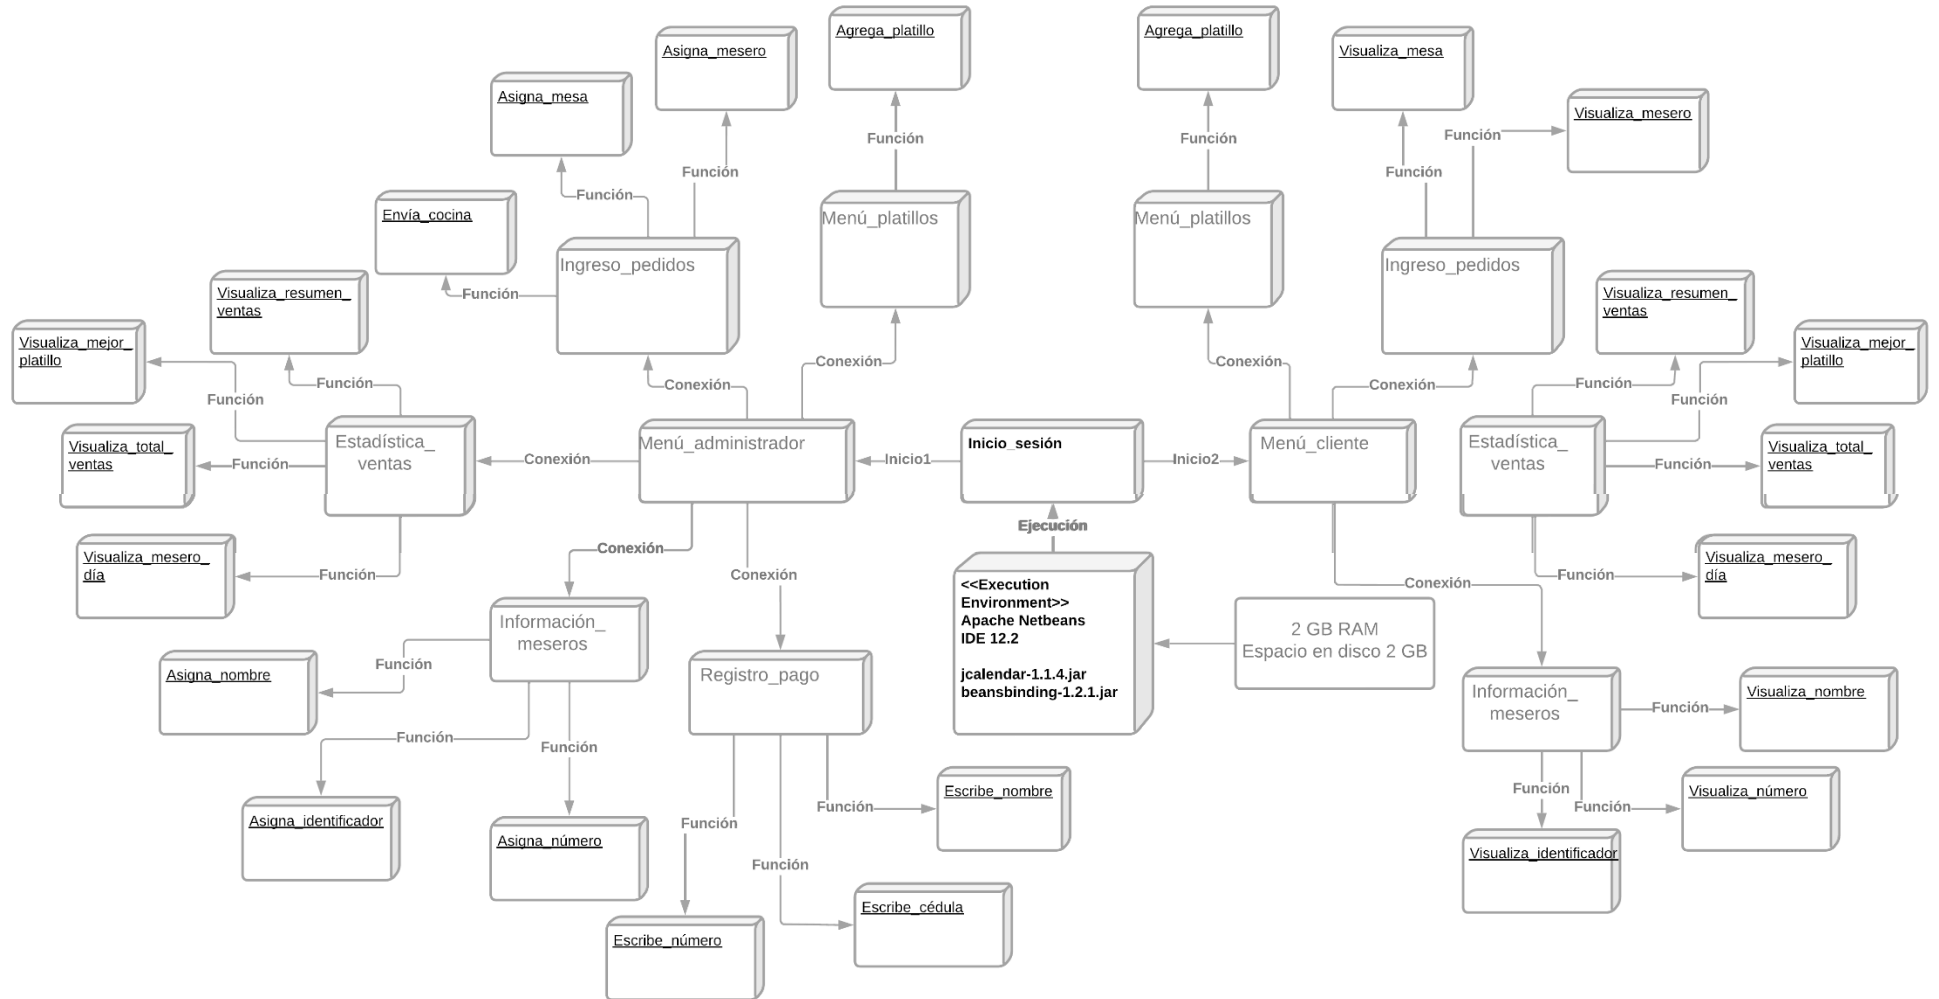 Agrega_platillo
Agrega_platillo
Asigna_mesero
Visualiza_mesa
Asigna_mesa
Visualiza_mesero
Función
Función
Función
Función
Función
Función
Envía_cocina
Menú_platillos
Menú_platillos
Ingreso_pedidos
Ingreso_pedidos
Función
Visualiza_resumen_
ventas
Visualiza_resumen_
ventas
Visualiza_mejor_
platillo
Visualiza_mejor_
platillo
Conexión
Conexión
Función
Conexión
Conexión
Función
Función
Función
Estadística_
ventas
Menú_administrador
Inicio_sesión
Menú_cliente
Estadística_
ventas
Visualiza_total_
ventas
Función
Conexión
Inicio1
Inicio2
Función
Visualiza_total_
ventas
Ejecución
Conexión
Visualiza_mesero_
día
Función
Conexión
<<Execution
Environment>>
Apache Netbeans
IDE 12.2
jcalendar-1.1.4.jar
beansbinding-1.2.1.jar
Conexión
Función
Visualiza_mesero_
día
Información_
meseros
2 GB RAM
Espacio en disco 2 GB
Función
Asigna_nombre
Registro_pago
Información_
meseros
Visualiza_nombre
Función
Función
Función
Asigna_identificador
Asigna_número
Función
Función
Escribe_nombre
Función
Función
Visualiza_número
Función
Visualiza_identificador
Escribe_número
Escribe_cédula